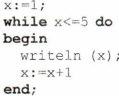 x:=1;
while x<=5 do
begin
writeln (x);
x:=x+1
end;